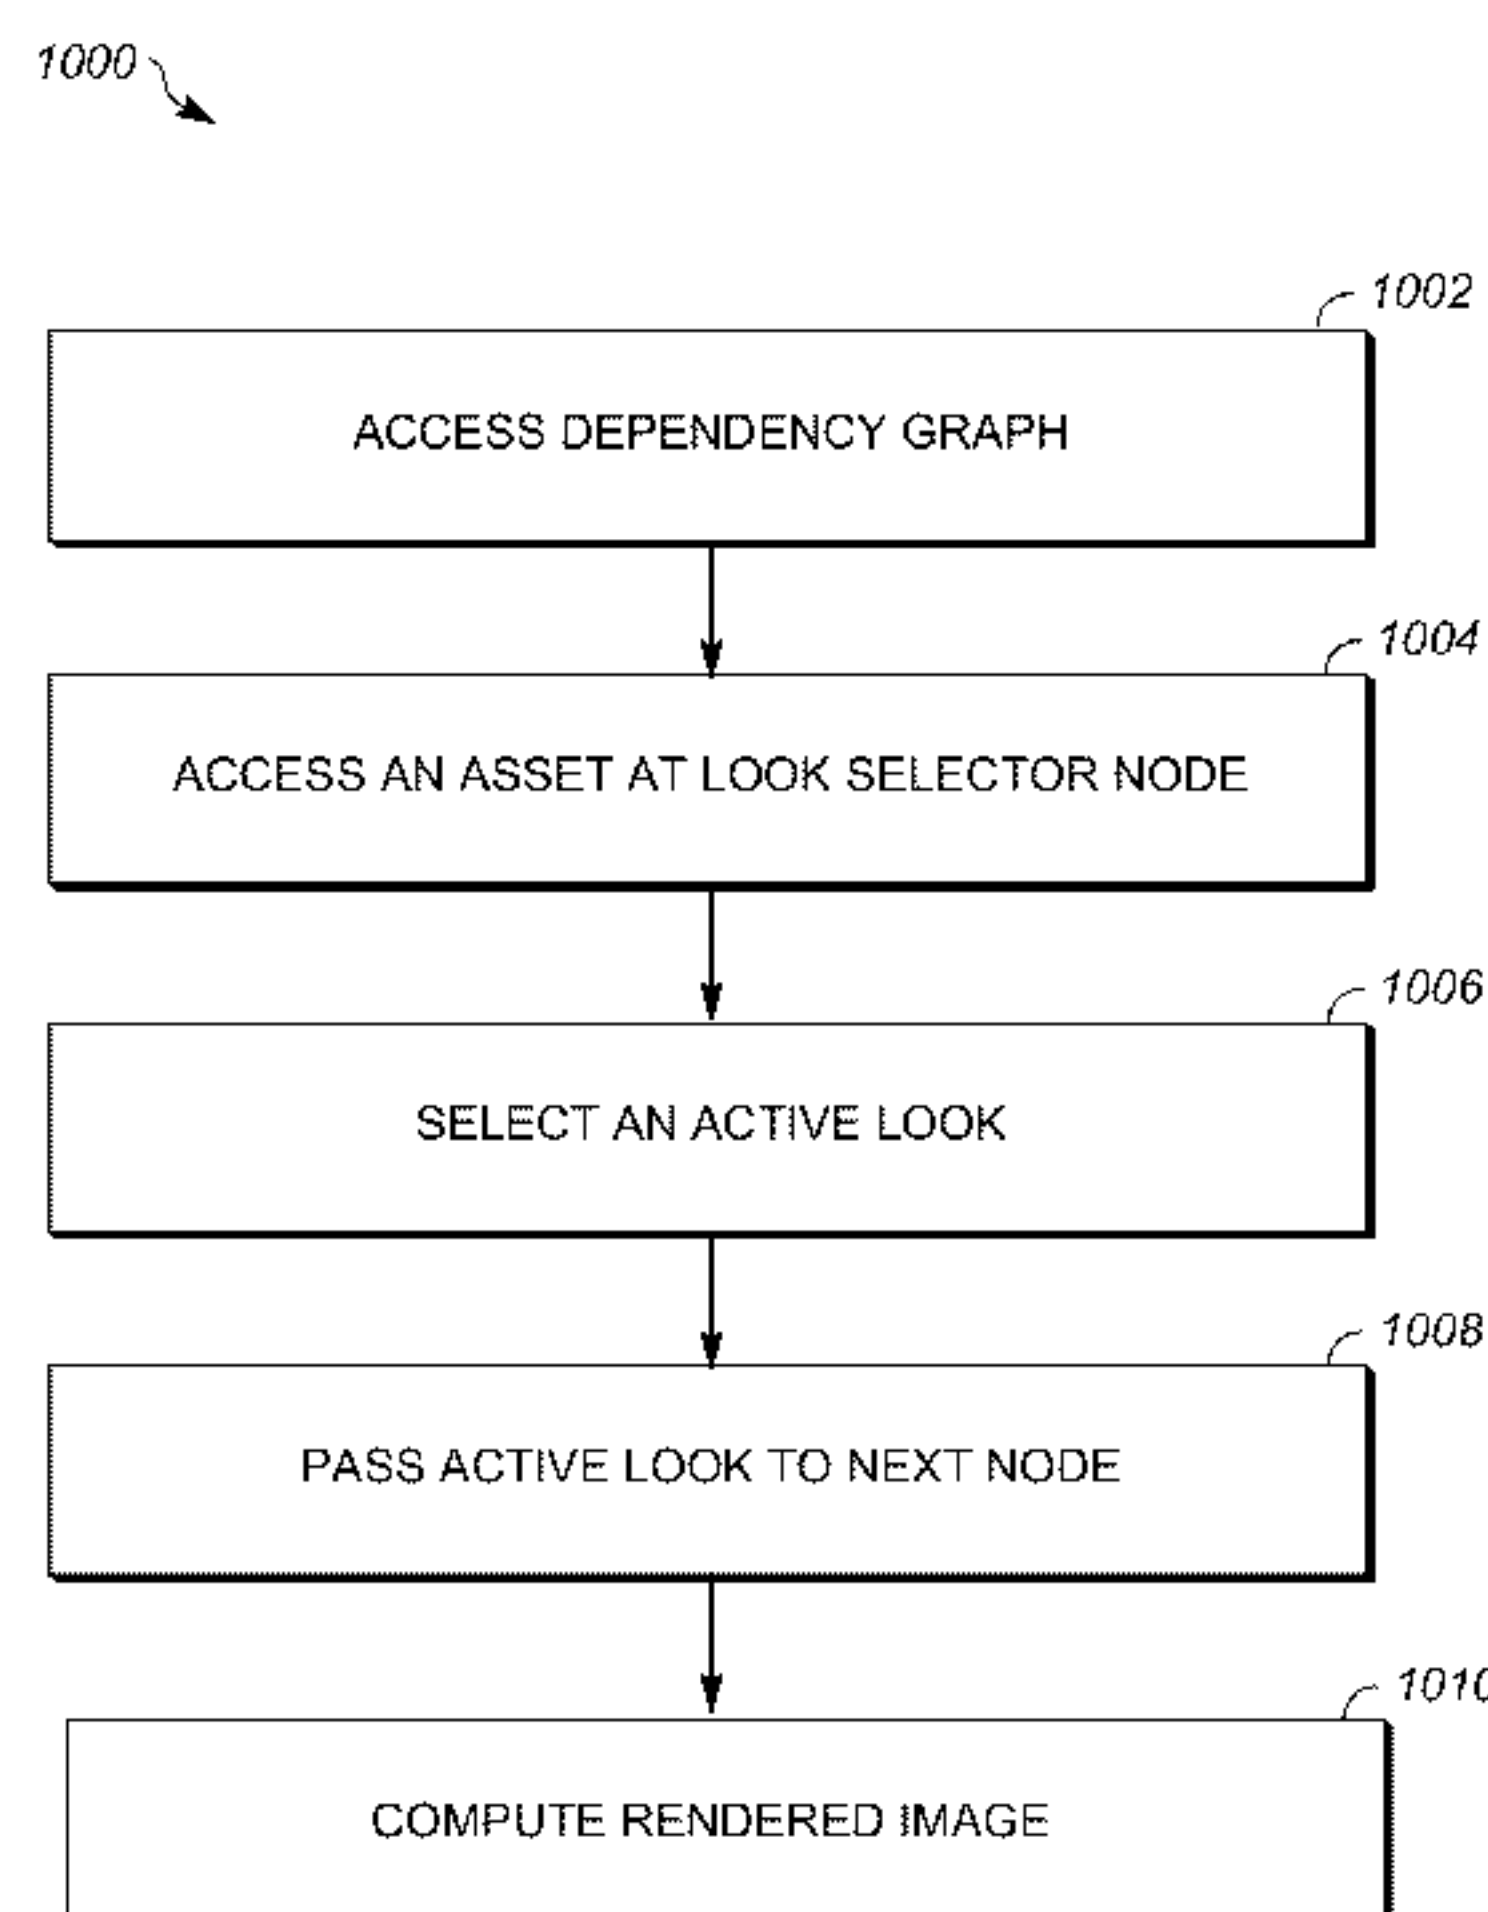 1000
1002
ACCESS DEPENDENCY GRAPH
1004
ACCESS AN ASSET AT LOOK SELECTOR NODE
1006
SELECT AN ACTIVE LOOK
1008
PASS ACTIVE LOOK TO NEXT NODE
1010
COMPUTE RENDERED IMAGE